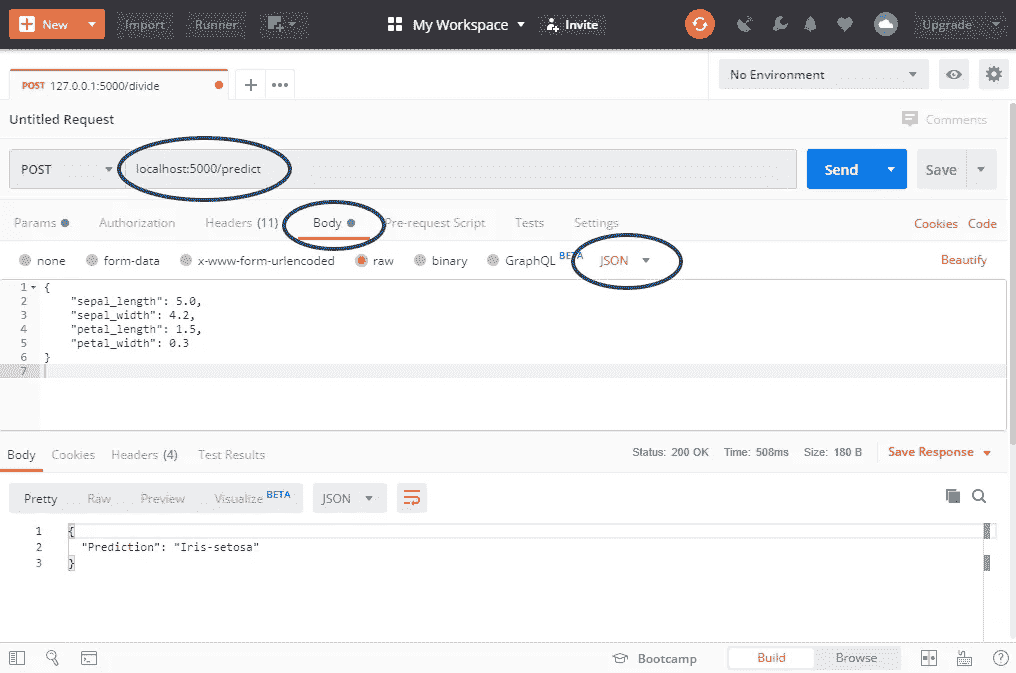 New Import Runner My Workspace Invite Upgrade
POST 127.0.0.1:5000/divide
No Environment
Untitled Request
Comments
POST localhost:5000/predict Send Save
Params Authorization Headers (11) Body Pre-request Script Tests Settings Cookies Code
none form-data x-www-form-urlencoded raw binary GraphQL BETA JSON Beautify
1 {
2 "sepal_length": 5.0,
3 "sepal_width": 4.2,
4 "petal_length": 1.5,
5 "petal_width": 0.3
6 }
7
Body Cookies Headers (4) Test Results Status: 200 OK Time: 508ms Size: 180 B Save Response
Pretty Raw Preview Visualize BETA JSON
1 {
2 "Prediction": "Iris-setosa"
3 }
Bootcamp Build Browse